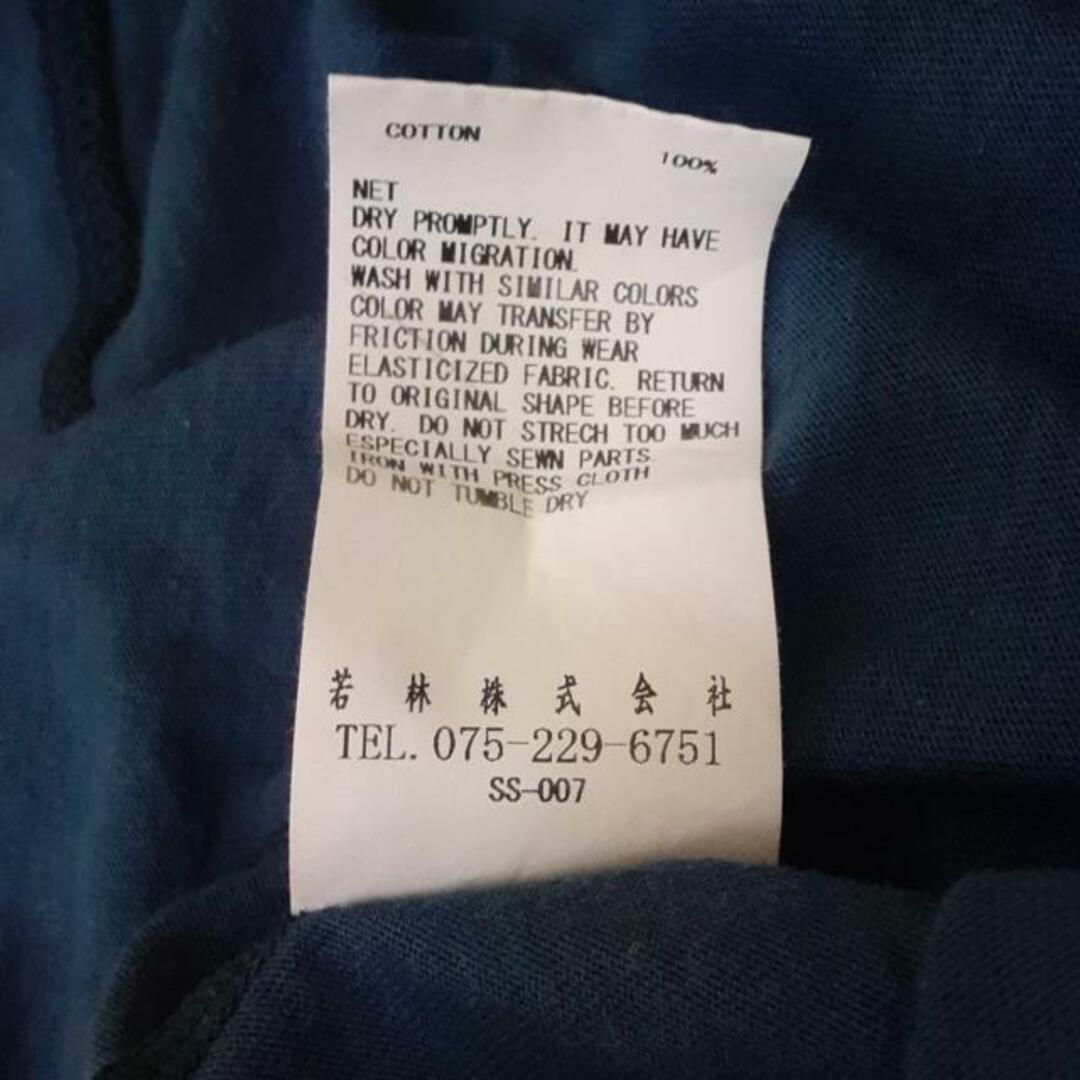 COTTON 100%
NET
DRY PROMPTLY. IT MAY HAVE
COLOR MIGRATION.
WASH WITH SIMILAR COLORS
COLOR MAY TRANSFER BY
FRICTION DURING WEAR
ELASTICIZED FABRIC. RETURN
TO ORIGINAL SHAPE BEFORE
DRY. DO NOT STRECH TOO MUCH
ESPECIALLY SEWN PARTS.
IRON WITH PRESS CLOTH
DO NOT TUMBLE DRY
若林株式会社
TEL. 075-229-6751
SS-007